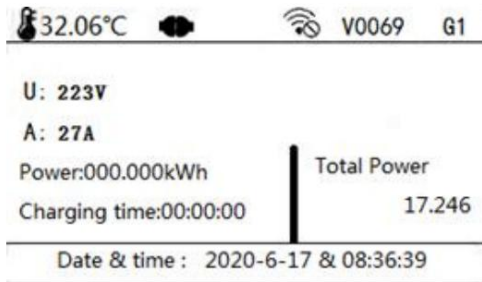 32.06℃ V0069 G1
U: 223V
A: 27A
Power:000.000kWh
Charging time:00:00:00
Total Power
17.246
Date & time : 2020-6-17 & 08:36:39